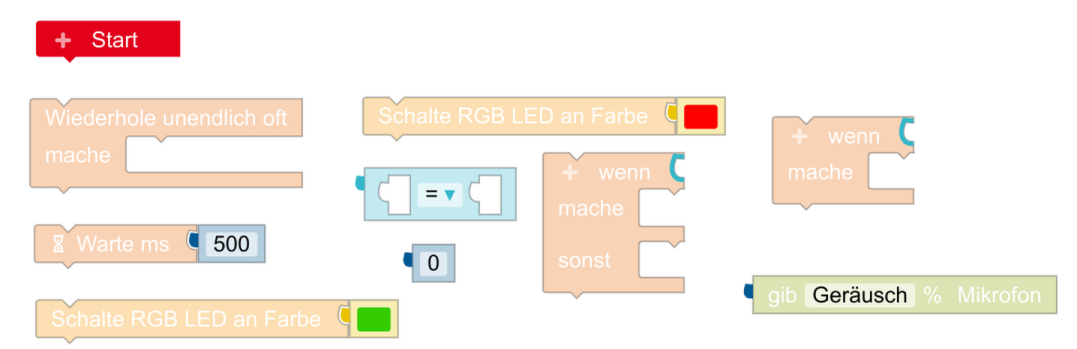 + Start
Wiederhole unendlich oft
mache
Schalte RGB LED an Farbe
+ wenn
mache
= ▾
+ wenn
mache
sonst
Warte ms 500
0
gib Geräusch % Mikrofon
Schalte RGB LED an Farbe